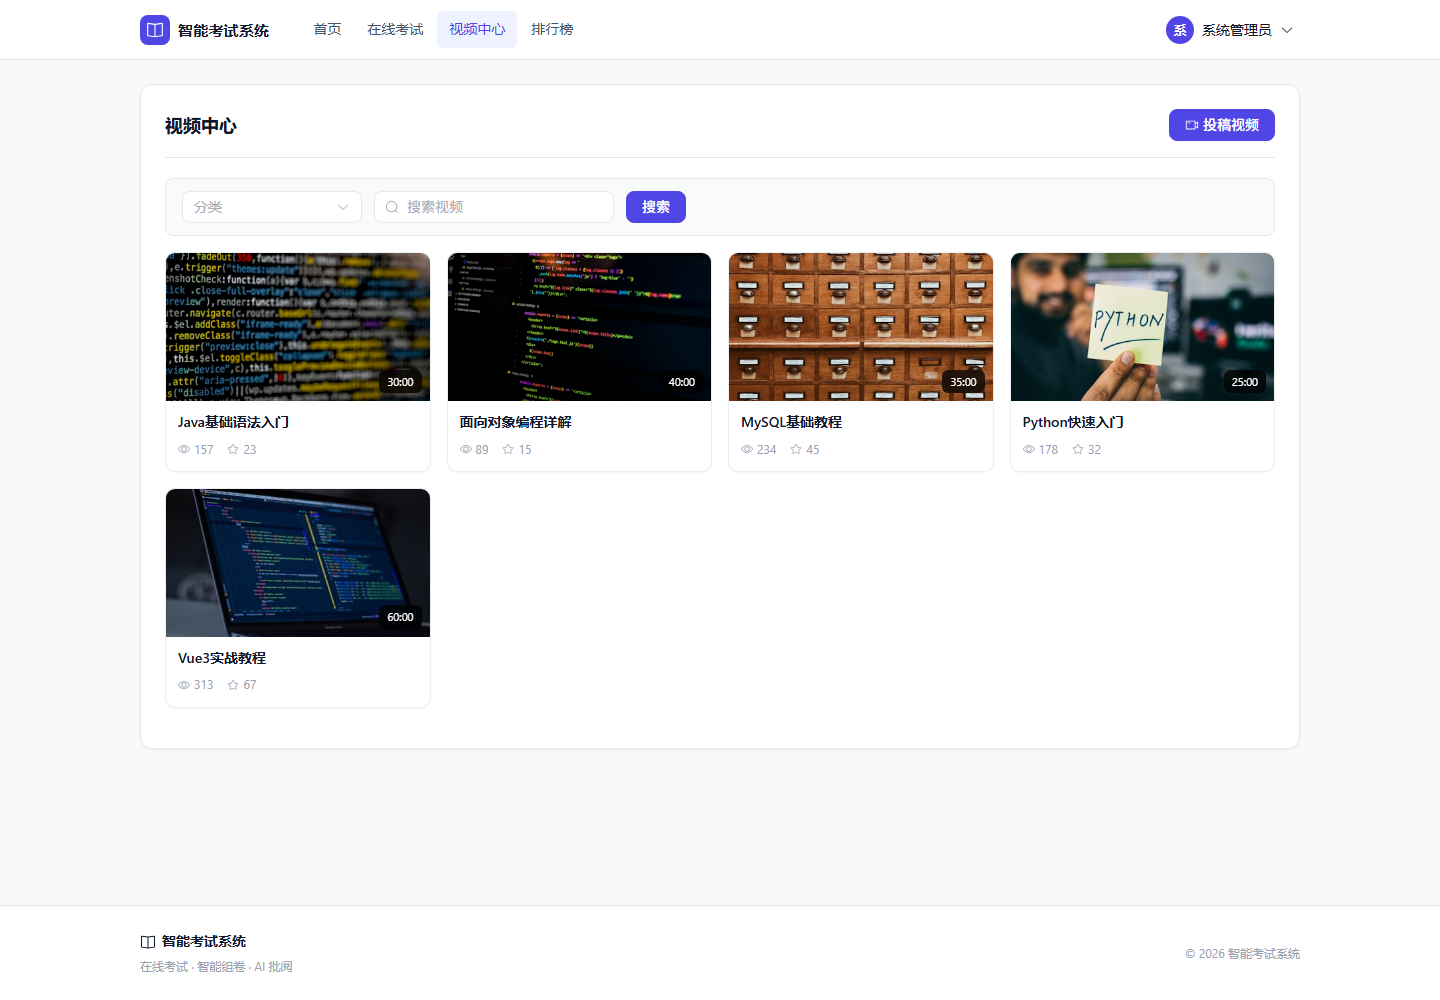 智能考试系统
首页
在线考试
视频中心
排行榜
系
系统管理员
视频中心
投稿视频
分类
搜索视频
搜索
30:00
40:00
35:00
PYTHON
25:00
Java基础语法入门
面向对象编程详解
MySQL基础教程
Python快速入门
157 23
89 15
234 45
178 32
60:00
Vue3实战教程
313 67
智能考试系统
在线考试 · 智能组卷 · AI 批阅
© 2026 智能考试系统